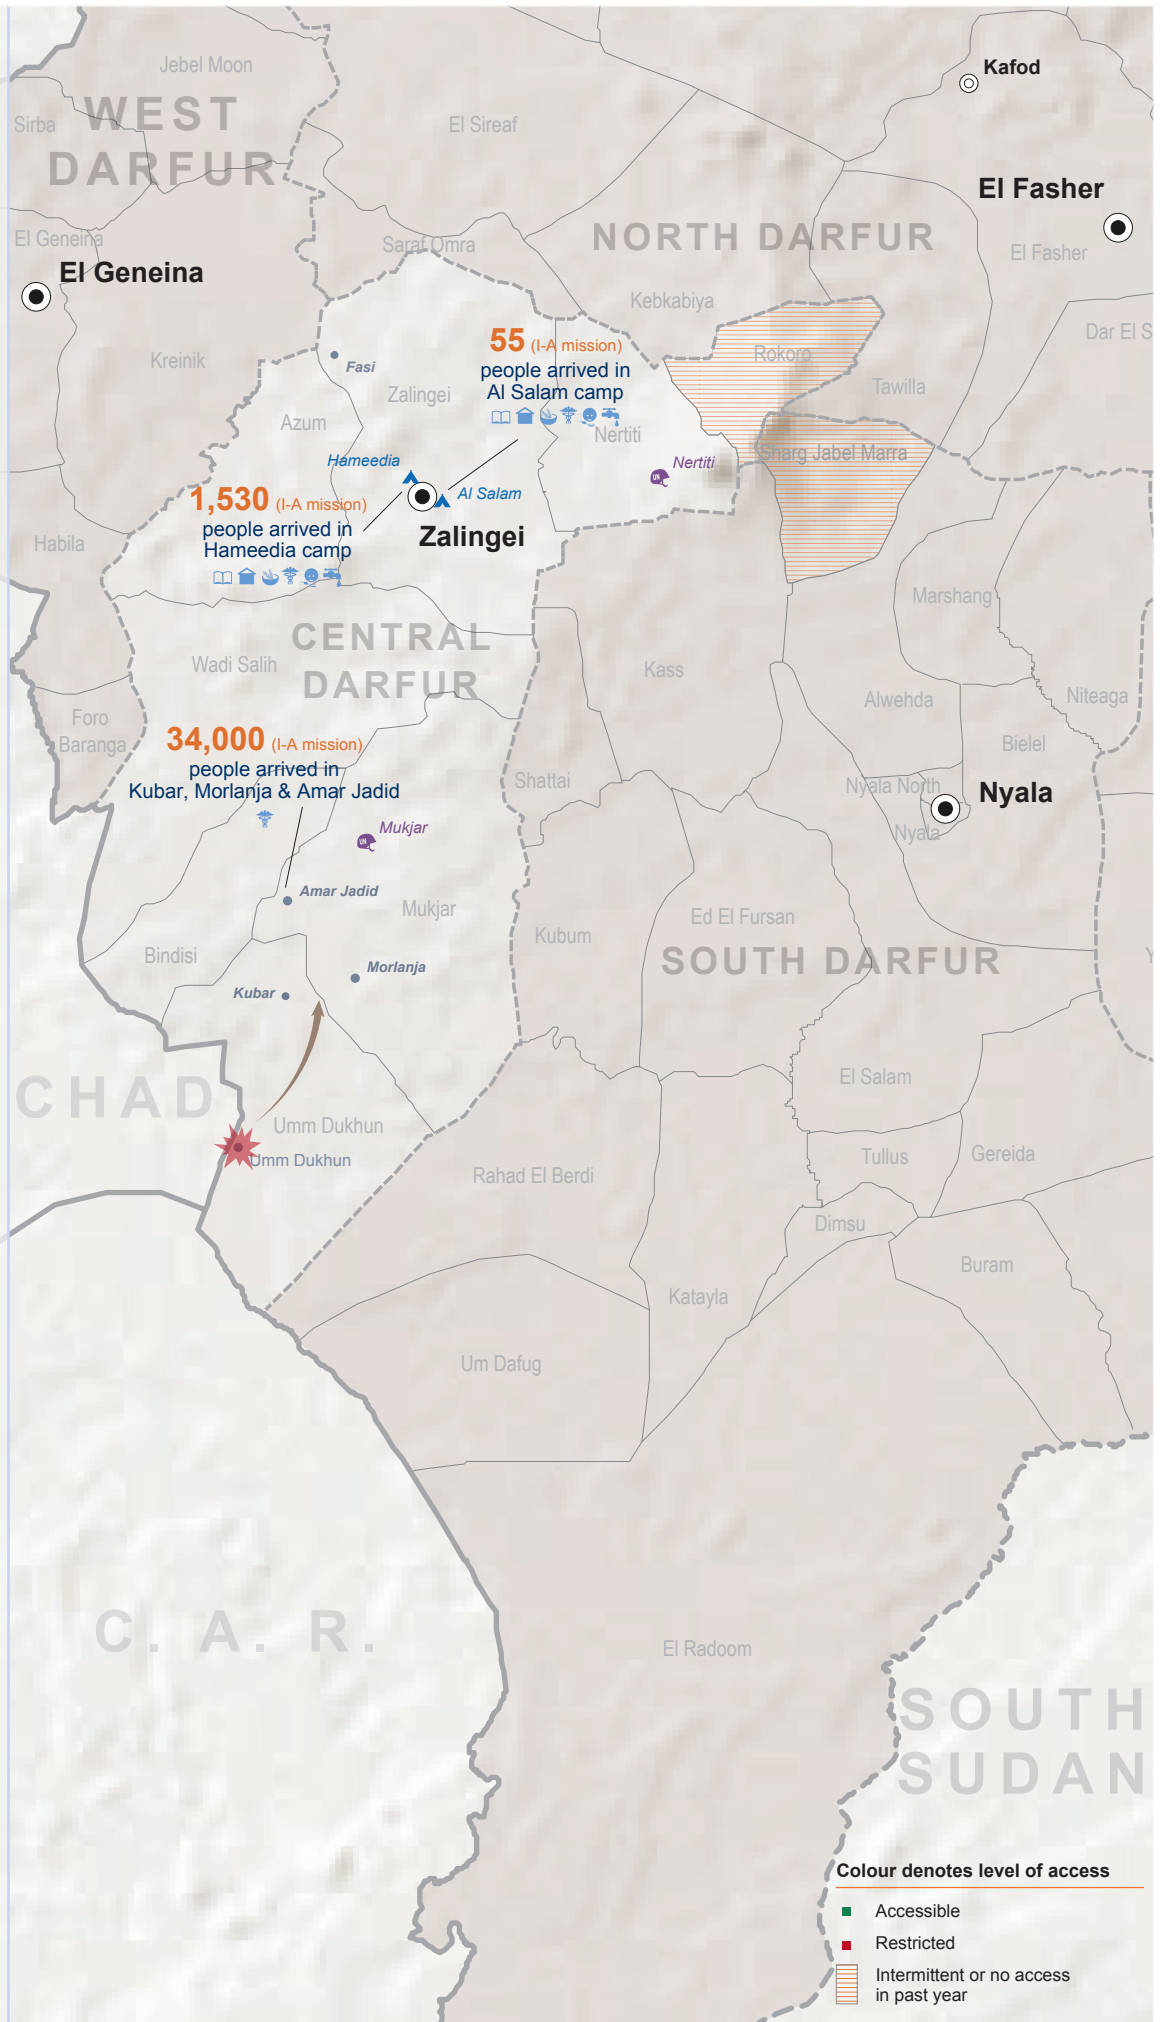 Jebel Moon
Kafod
WEST
DARFUR
Sirba
El Sireaf
El Fasher
NORTH DARFUR
El Geneina
Saraf Omra
El Fasher
El Geneina
Kebkabiya
Dar El S
55 (I-A mission)
people arrived in
Al Salam camp
Rokoro
Kreinik
Fasi
Zalingei
Tawilla
Azum
Nertiti
Sharg Jabel Marra
Hameedia
Nertiti
1,530 (I-A mission)
people arrived in
Hameedia camp
Al Salam
Zalingei
Habila
Marshang
CENTRAL
DARFUR
Wadi Salih
Kass
Alwehda
Niteaga
Foro
Baranga
34,000 (I-A mission)
people arrived in
Kubar, Morlanja & Amar Jadid
Bielel
Shattai
Nyala North
Nyala
Nyala
Mukjar
Amar Jadid
Mukjar
Ed El Fursan
Kubum
Bindisi
SOUTH DARFUR
Y
Morlanja
Kubar
CHAD
El Salam
Umm Dukhun
Umm Dukhun
Tullus
Gereida
Rahad El Berdi
Dimsu
Buram
Katayla
Um Dafug
C. A. R.
El Radoom
SOUTH
SUDAN
Colour denotes level of access
Accessible
Restricted
Intermittent or no access
in past year
UN
UN